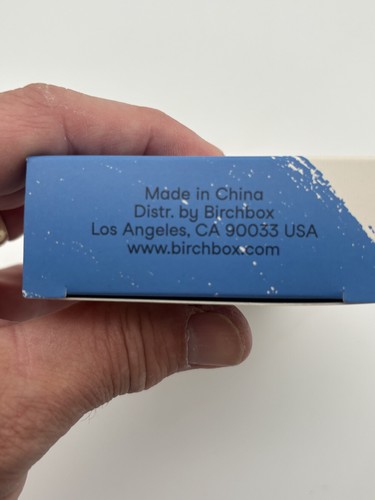 Made in China
Distr. by Birchbox
Los Angeles, CA 90033 USA
www.birchbox.com